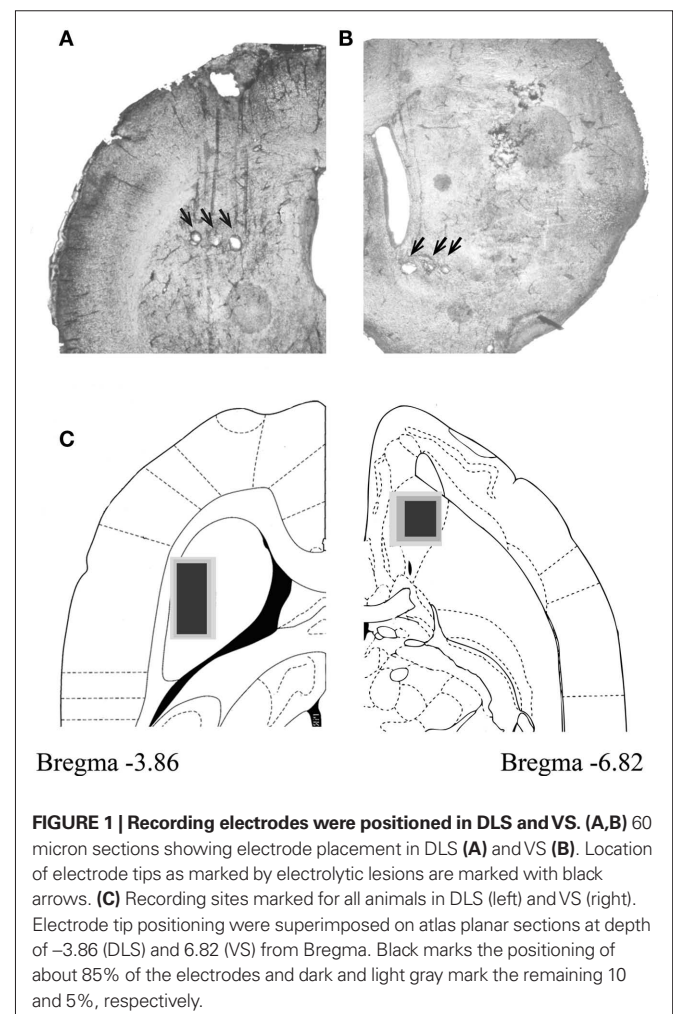 A
B
C
Bregma -3.86
Bregma -6.82
FIGURE 1 | Recording electrodes were positioned in DLS and VS. (A,B) 60
micron sections showing electrode placement in DLS (A) and VS (B). Location
of electrode tips as marked by electrolytic lesions are marked with black
arrows. (C) Recording sites marked for all animals in DLS (left) and VS (right).
Electrode tip positioning were superimposed on atlas planar sections at depth
of –3.86 (DLS) and 6.82 (VS) from Bregma. Black marks the positioning of
about 85% of the electrodes and dark and light gray mark the remaining 10
and 5%, respectively.